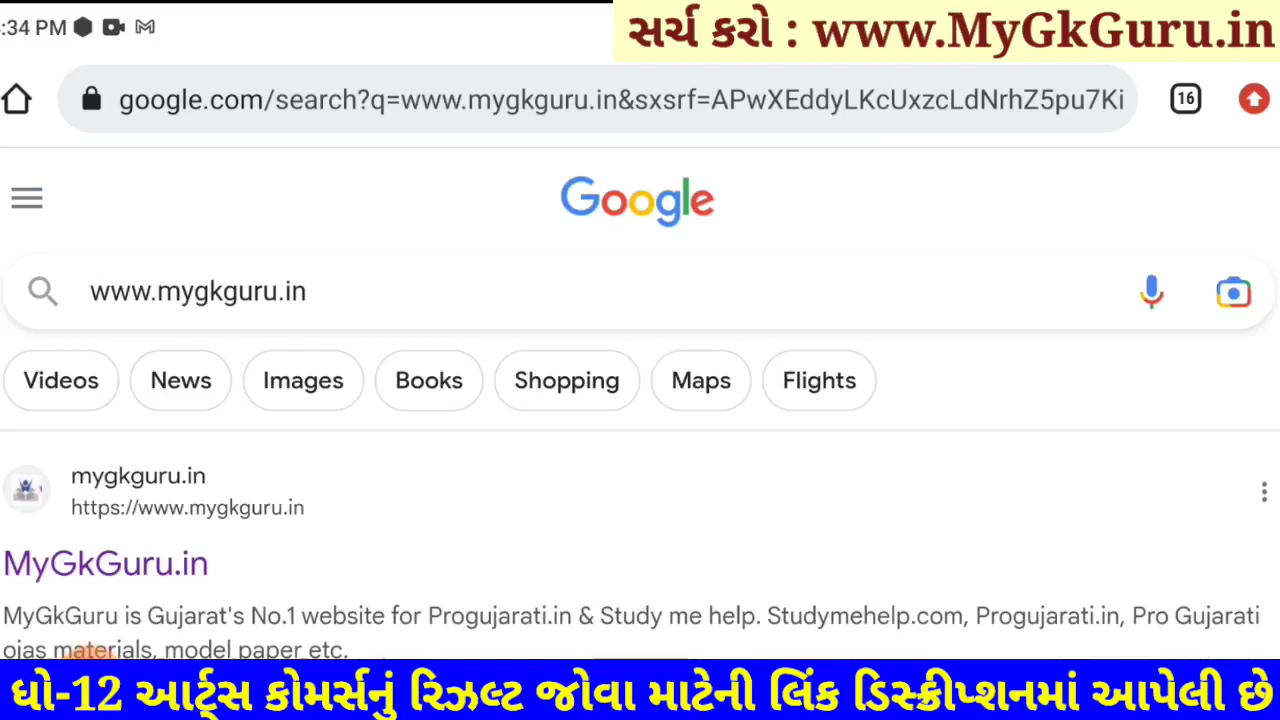 :34 PM
સર્ચ કરો : www.MyGkGuru.in
google.com/search?q=www.mygkguru.in&sxsrf=APwXEddyLKcUxzcLdNrhZ5pu7Ki
16
Google
www.mygkguru.in
Videos News Images Books Shopping Maps Flights
mygkguru.in
https://www.mygkguru.in
MyGkGuru.in
MyGkGuru is Gujarat's No.1 website for Progujarati.in & Study me help. Studymehelp.com, Progujarati.in, Pro Gujarati
ojas materials, model paper etc.
ધો-12 આર્ટ્સ કોમર્સનું રિઝલ્ટ જોવા માટેની લિંક ડિસ્ક્રીપ્શનમાં આપેલી છે